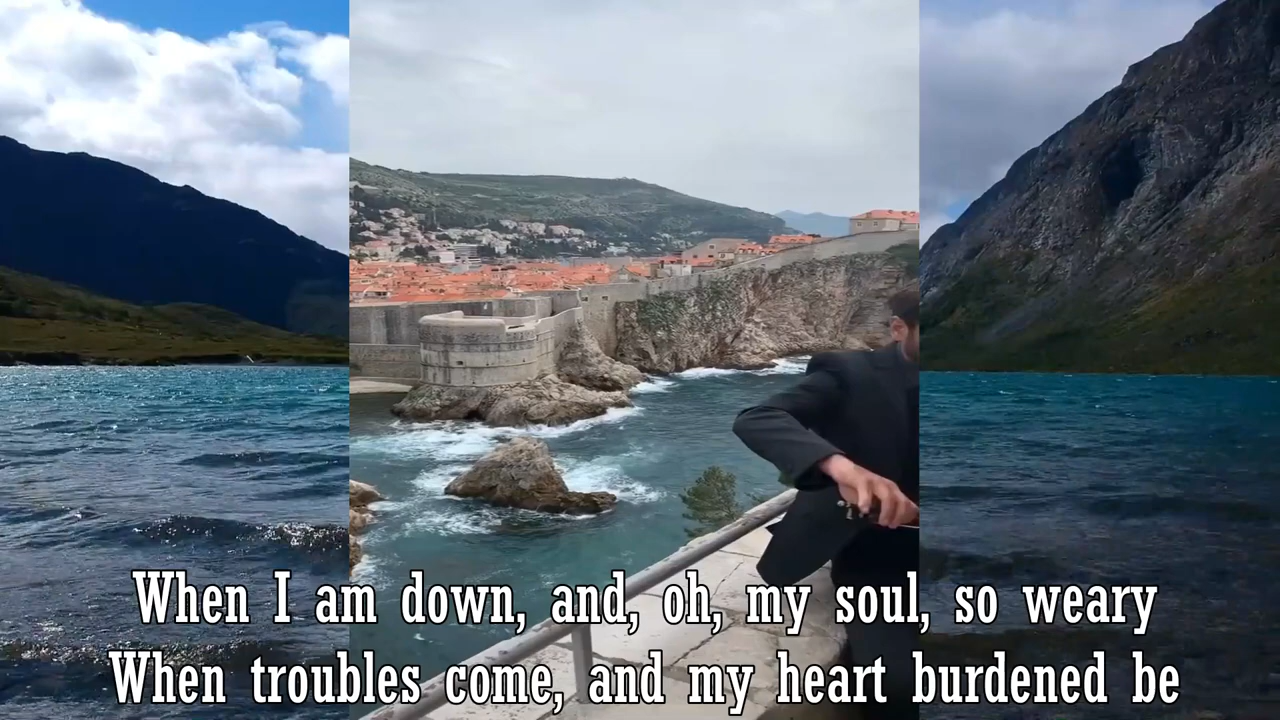 When I am down, and, oh, my soul, so weary
When troubles come, and my heart burdened be